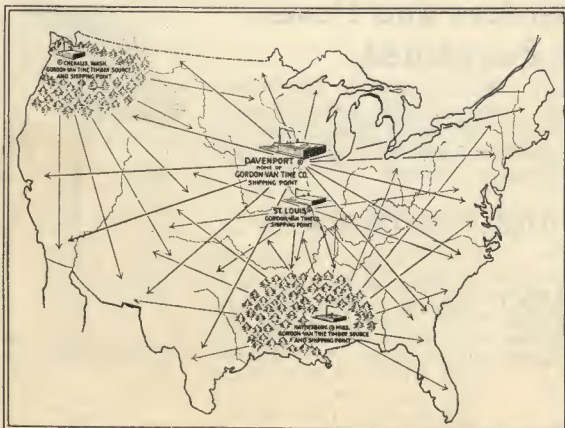 © CHEHALIS, WASH.
GORDON-VAN TINE TIMBER SOURCE
AND SHIPPING POINT
DAVENPORT
HOME OF
GORDON-VAN TINE CO.
SHIPPING POINT
ST. LOUIS
GORDON-VAN TINE CO.
SHIPPING POINT
HATTIESBURG MISS.
GORDON-VAN TINE TIMBER SOURCE
AND SHIPPING POINT